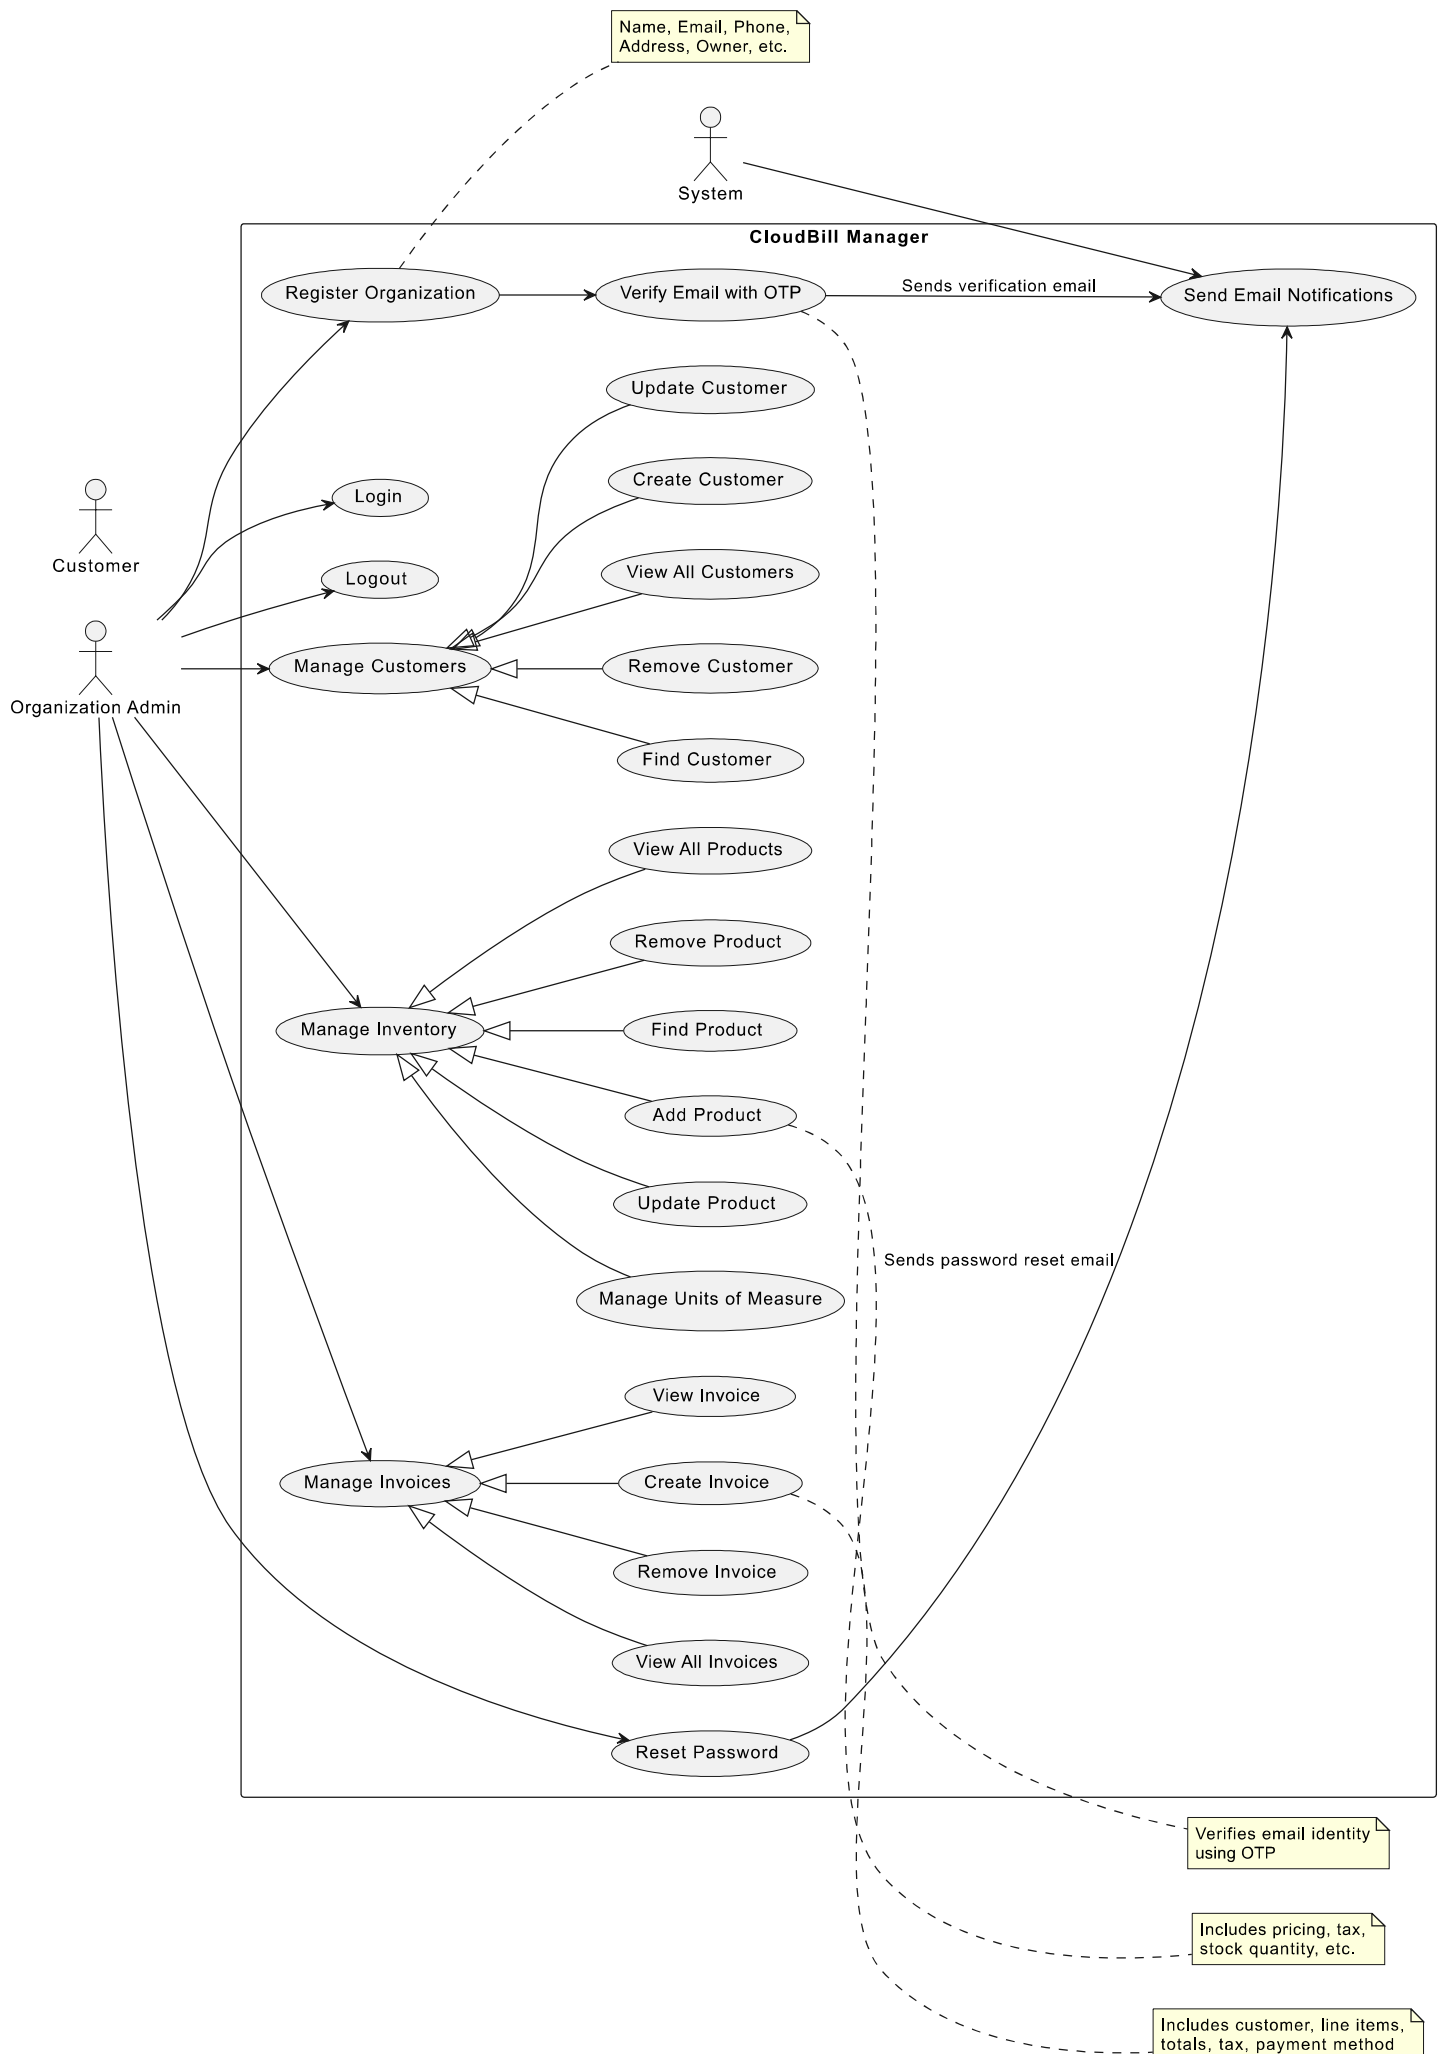 Name, Email, Phone,
Address, Owner, etc.
System
CloudBill Manager
Register Organization
Verify Email with OTP
Sends verification email
Send Email Notifications
Update Customer
Create Customer
Login
Customer
View All Customers
Logout
Manage Customers
Remove Customer
Organization Admin
Find Customer
View All Products
Remove Product
Manage Inventory
Find Product
Add Product
Update Product
Sends password reset email
Manage Units of Measure
View Invoice
Manage Invoices
Create Invoice
Remove Invoice
View All Invoices
Reset Password
Verifies email identity
using OTP
Includes pricing, tax,
stock quantity, etc.
Includes customer, line items,
totals, tax, payment method